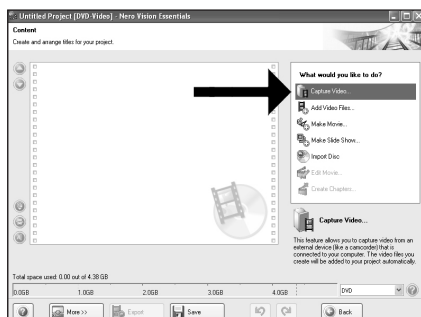 Untitled Project [DVD-Video] - Nero Vision Essentials
Content
Create and arrange titles for your project.
What would you like to do?
Capture Video...
Add Video Files...
Make Movie...
Make Slide Show...
Import Disc
Edit Movie...
Create Chapters...
Capture Video...
This feature allows you to capture video from an
external device (like a camcorder) that is
connected to your computer. The video files you
create will be added to your project automatically.
Total space used: 0.00 out of 4.38 GB
0.0GB 1.0GB 2.0GB 3.0GB 4.0GB DVD
More >> Export Save Back